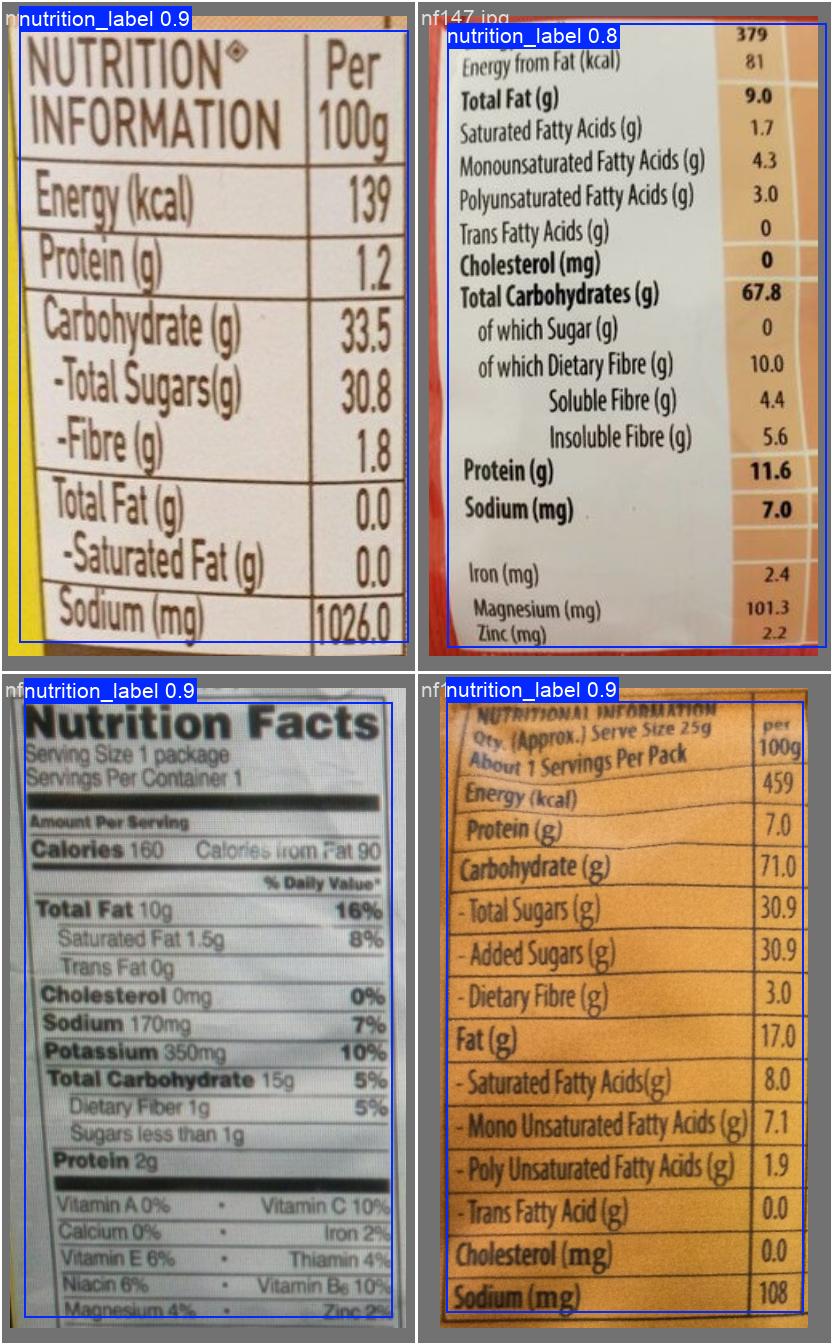 nutrition_label 0.9
NUTRITION INFORMATION Per 100g
Energy (kcal) 139
Protein (g) 1.2
Carbohydrate (g) 33.5
-Total Sugars(g) 30.8
-Fibre (g) 1.8
Total Fat (g) 0.0
-Saturated Fat (g) 0.0
Sodium (mg) 1026.0
nf147.jpg
nutrition_label 0.8
379
Energy from Fat (kcal) 81
Total Fat (g) 9.0
Saturated Fatty Acids (g) 1.7
Monounsaturated Fatty Acids (g) 4.3
Polyunsaturated Fatty Acids (g) 3.0
Trans Fatty Acids (g) 0
Cholesterol (mg) 0
Total Carbohydrates (g) 67.8
of which Sugar (g) 0
of which Dietary Fibre (g) 10.0
Soluble Fibre (g) 4.4
Insoluble Fibre (g) 5.6
Protein (g) 11.6
Sodium (mg) 7.0
Iron (mg) 2.4
Magnesium (mg) 101.3
Zinc (mg) 2.2
nutrition_label 0.9
Nutrition Facts
Serving Size 1 package
Servings Per Container 1
Amount Per Serving
Calories 160 Calories from Fat 90
% Daily Value*
Total Fat 10g 16%
Saturated Fat 1.5g 8%
Trans Fat 0g
Cholesterol 0mg 0%
Sodium 170mg 7%
Potassium 350mg 10%
Total Carbohydrate 15g 5%
Dietary Fiber 1g 5%
Sugars less than 1g
Protein 2g
Vitamin A 0% • Vitamin C 10%
Calcium 0% • Iron 2%
Vitamin E 6% • Thiamin 4%
Niacin 6% • Vitamin B6 10%
Magnesium 4% • Zinc 2%
nutrition_label 0.9
NUTRITIONAL INFORMATION
Qty. (Approx.) Serve Size 25g
About 1 Servings Per Pack
per 100g
Energy (kcal) 459
Protein (g) 7.0
Carbohydrate (g) 71.0
- Total Sugars (g) 30.9
- Added Sugars (g) 30.9
- Dietary Fibre (g) 3.0
Fat (g) 17.0
- Saturated Fatty Acids(g) 8.0
- Mono Unsaturated Fatty Acids (g) 7.1
- Poly Unsaturated Fatty Acids (g) 1.9
- Trans Fatty Acid (g) 0.0
Cholesterol (mg) 0.0
Sodium (mg) 108